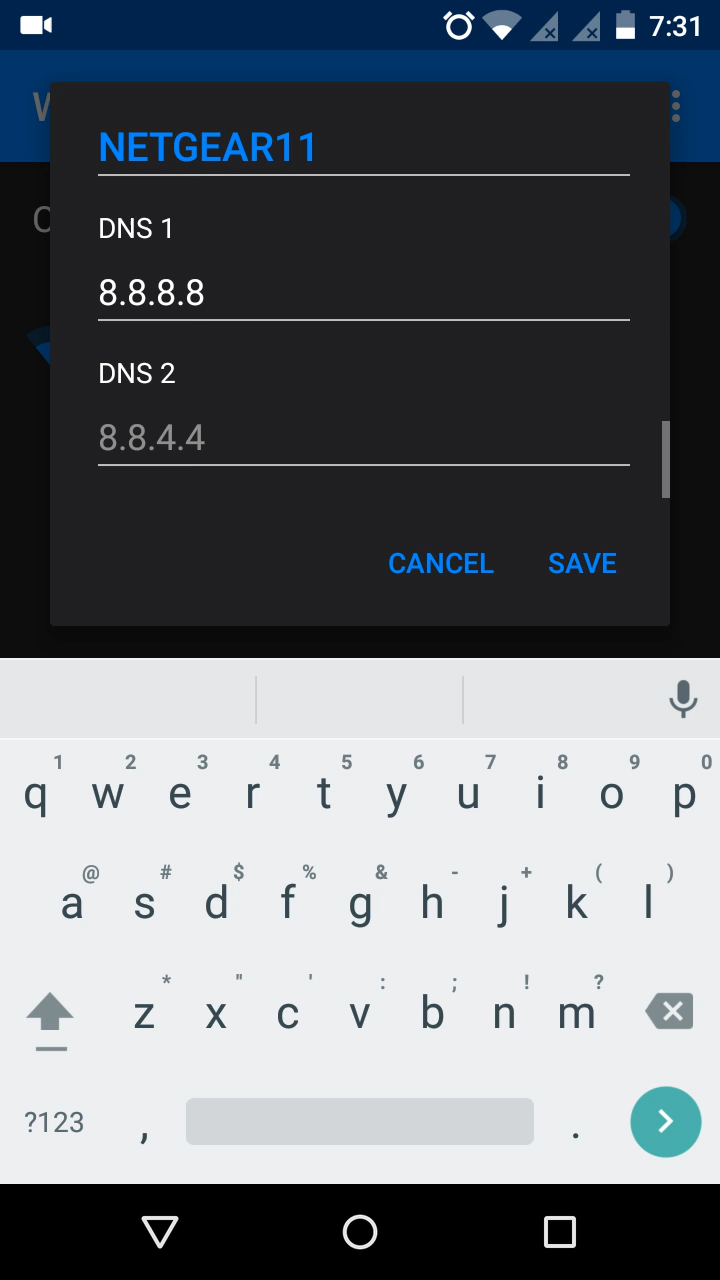 7:31
W
NETGEAR11
DNS 1
8.8.8.8
DNS 2
8.8.4.4
CANCEL SAVE
1 2 3 4 5 6 7 8 9 0
q w e r t y u i o p
@ # $ % & - + ( )
a s d f g h j k l
* " ' : ; ! ?
z x c v b n m
?123 , .